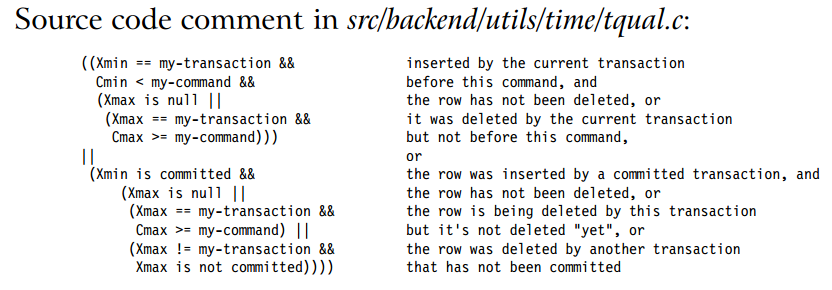 Source code comment in src/backend/utils/time/tqual.c:
((Xmin == my-transaction && inserted by the current transaction
Cmin < my-command && before this command, and
(Xmax is null || the row has not been deleted, or
(Xmax == my-transaction && it was deleted by the current transaction
Cmax >= my-command))) but not before this command,
|| or
(Xmin is committed && the row was inserted by a committed transaction, and
(Xmax is null || the row has not been deleted, or
(Xmax == my-transaction && the row is being deleted by this transaction
Cmax >= my-command) || but it's not deleted "yet", or
(Xmax != my-transaction && the row was deleted by another transaction
Xmax is not committed)))) that has not been committed